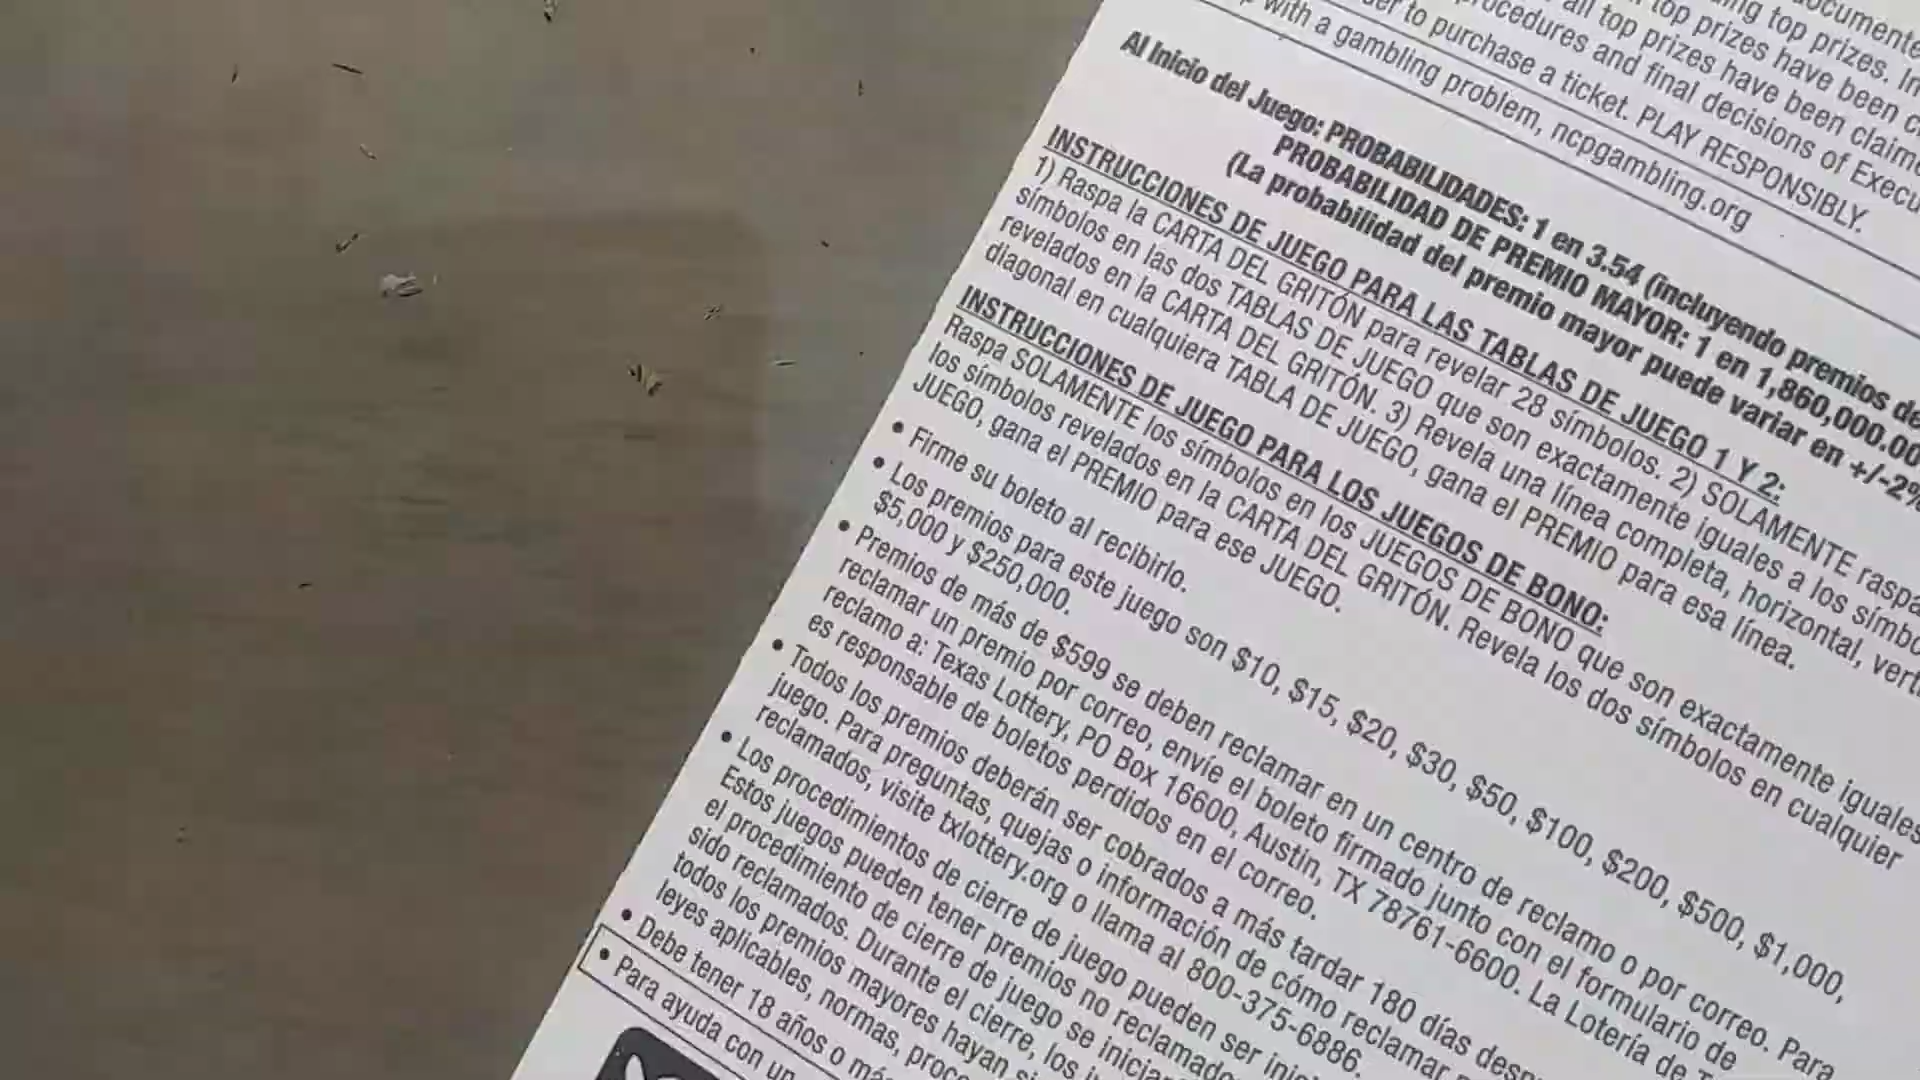 documente
ing top prizes. In
top prizes have been c
all top prizes have been claime
procedures and final decisions of Execu
to purchase a ticket. PLAY RESPONSIBLY.
with a gambling problem, ncpgambling.org
Al Inicio del Juego: PROBABILIDADES: 1 en 3.54 (incluyendo premios de
PROBABILIDAD DE PREMIO MAYOR: 1 en 1,860,000.00
(La probabilidad del premio mayor puede variar en +/-2%
INSTRUCCIONES DE JUEGO PARA LAS TABLAS DE JUEGO 1 Y 2:
1) Raspa la CARTA DEL GRITÓN para revelar 28 símbolos. 2) SOLAMENTE raspa
símbolos en las dos TABLAS DE JUEGO que son exactamente iguales a los símbo
revelados en la CARTA DEL GRITÓN. 3) Revela una línea completa, horizontal, verti
diagonal en cualquiera TABLA DE JUEGO, gana el PREMIO para esa línea.
INSTRUCCIONES DE JUEGO PARA LOS JUEGOS DE BONO:
Raspa SOLAMENTE los símbolos en los JUEGOS DE BONO que son exactamente iguales
los símbolos revelados en la CARTA DEL GRITÓN. Revela los dos símbolos en cualquier
JUEGO, gana el PREMIO para ese JUEGO.
• Firme su boleto al recibirlo.
• Los premios para este juego son $10, $15, $20, $30, $50, $100, $200, $500, $1,000,
$5,000 y $250,000.
• Premios de más de $599 se deben reclamar en un centro de reclamo o por correo. Para
reclamar un premio por correo, envíe el boleto firmado junto con el formulario de
reclamo a: Texas Lottery, PO Box 16600, Austin, TX 78761-6600. La Lotería de T
es responsable de boletos perdidos en el correo.
• Todos los premios deberán ser cobrados a más tardar 180 días desp
juego. Para preguntas, quejas o información de cómo reclamar
reclamados, visite txlottery.org o llama al 800-375-6886.
• Los procedimientos de cierre de juego pueden ser inic
Estos juegos pueden tener premios no reclamado
el procedimiento de cierre de juego se inicia
sido reclamados. Durante el cierre, los
todos los premios mayores hayan si
leyes aplicables, normas, proce
• Debe tener 18 años o má
• Para ayuda con un